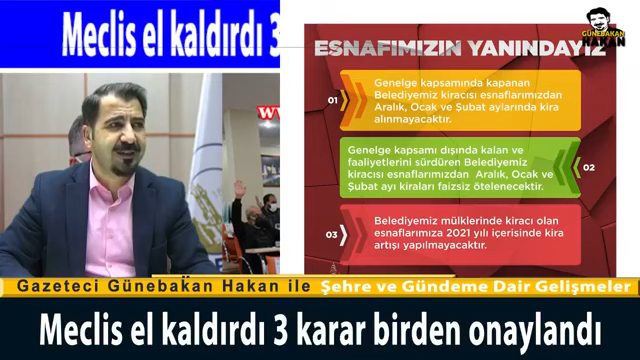 Meclis el kaldırdı 3
GÜNEBAKAN
HAKAN
ESNAFIMIZIN YANINDAYIZ
01
Genelge kapsamında kapanan
Belediyemiz kiracısı esnaflarımızdan
Aralık, Ocak ve Şubat aylarında kira
alınmayacaktır.
Genelge kapsamı dışında kalan ve
faaliyetlerini sürdüren Belediyemiz
kiracısı esnaflarımızdan Aralık, Ocak ve
Şubat ayı kiraları faizsiz ötelenecektir.
02
03
Belediyemiz mülklerinde kiracı olan
esnaflarımıza 2021 yılı içerisinde kira
artışı yapılmayacaktır.
Gazeteci Günebakan Hakan ile Şehre ve Gündeme Dair Gelişmeler
Meclis el kaldırdı 3 karar birden onaylandı